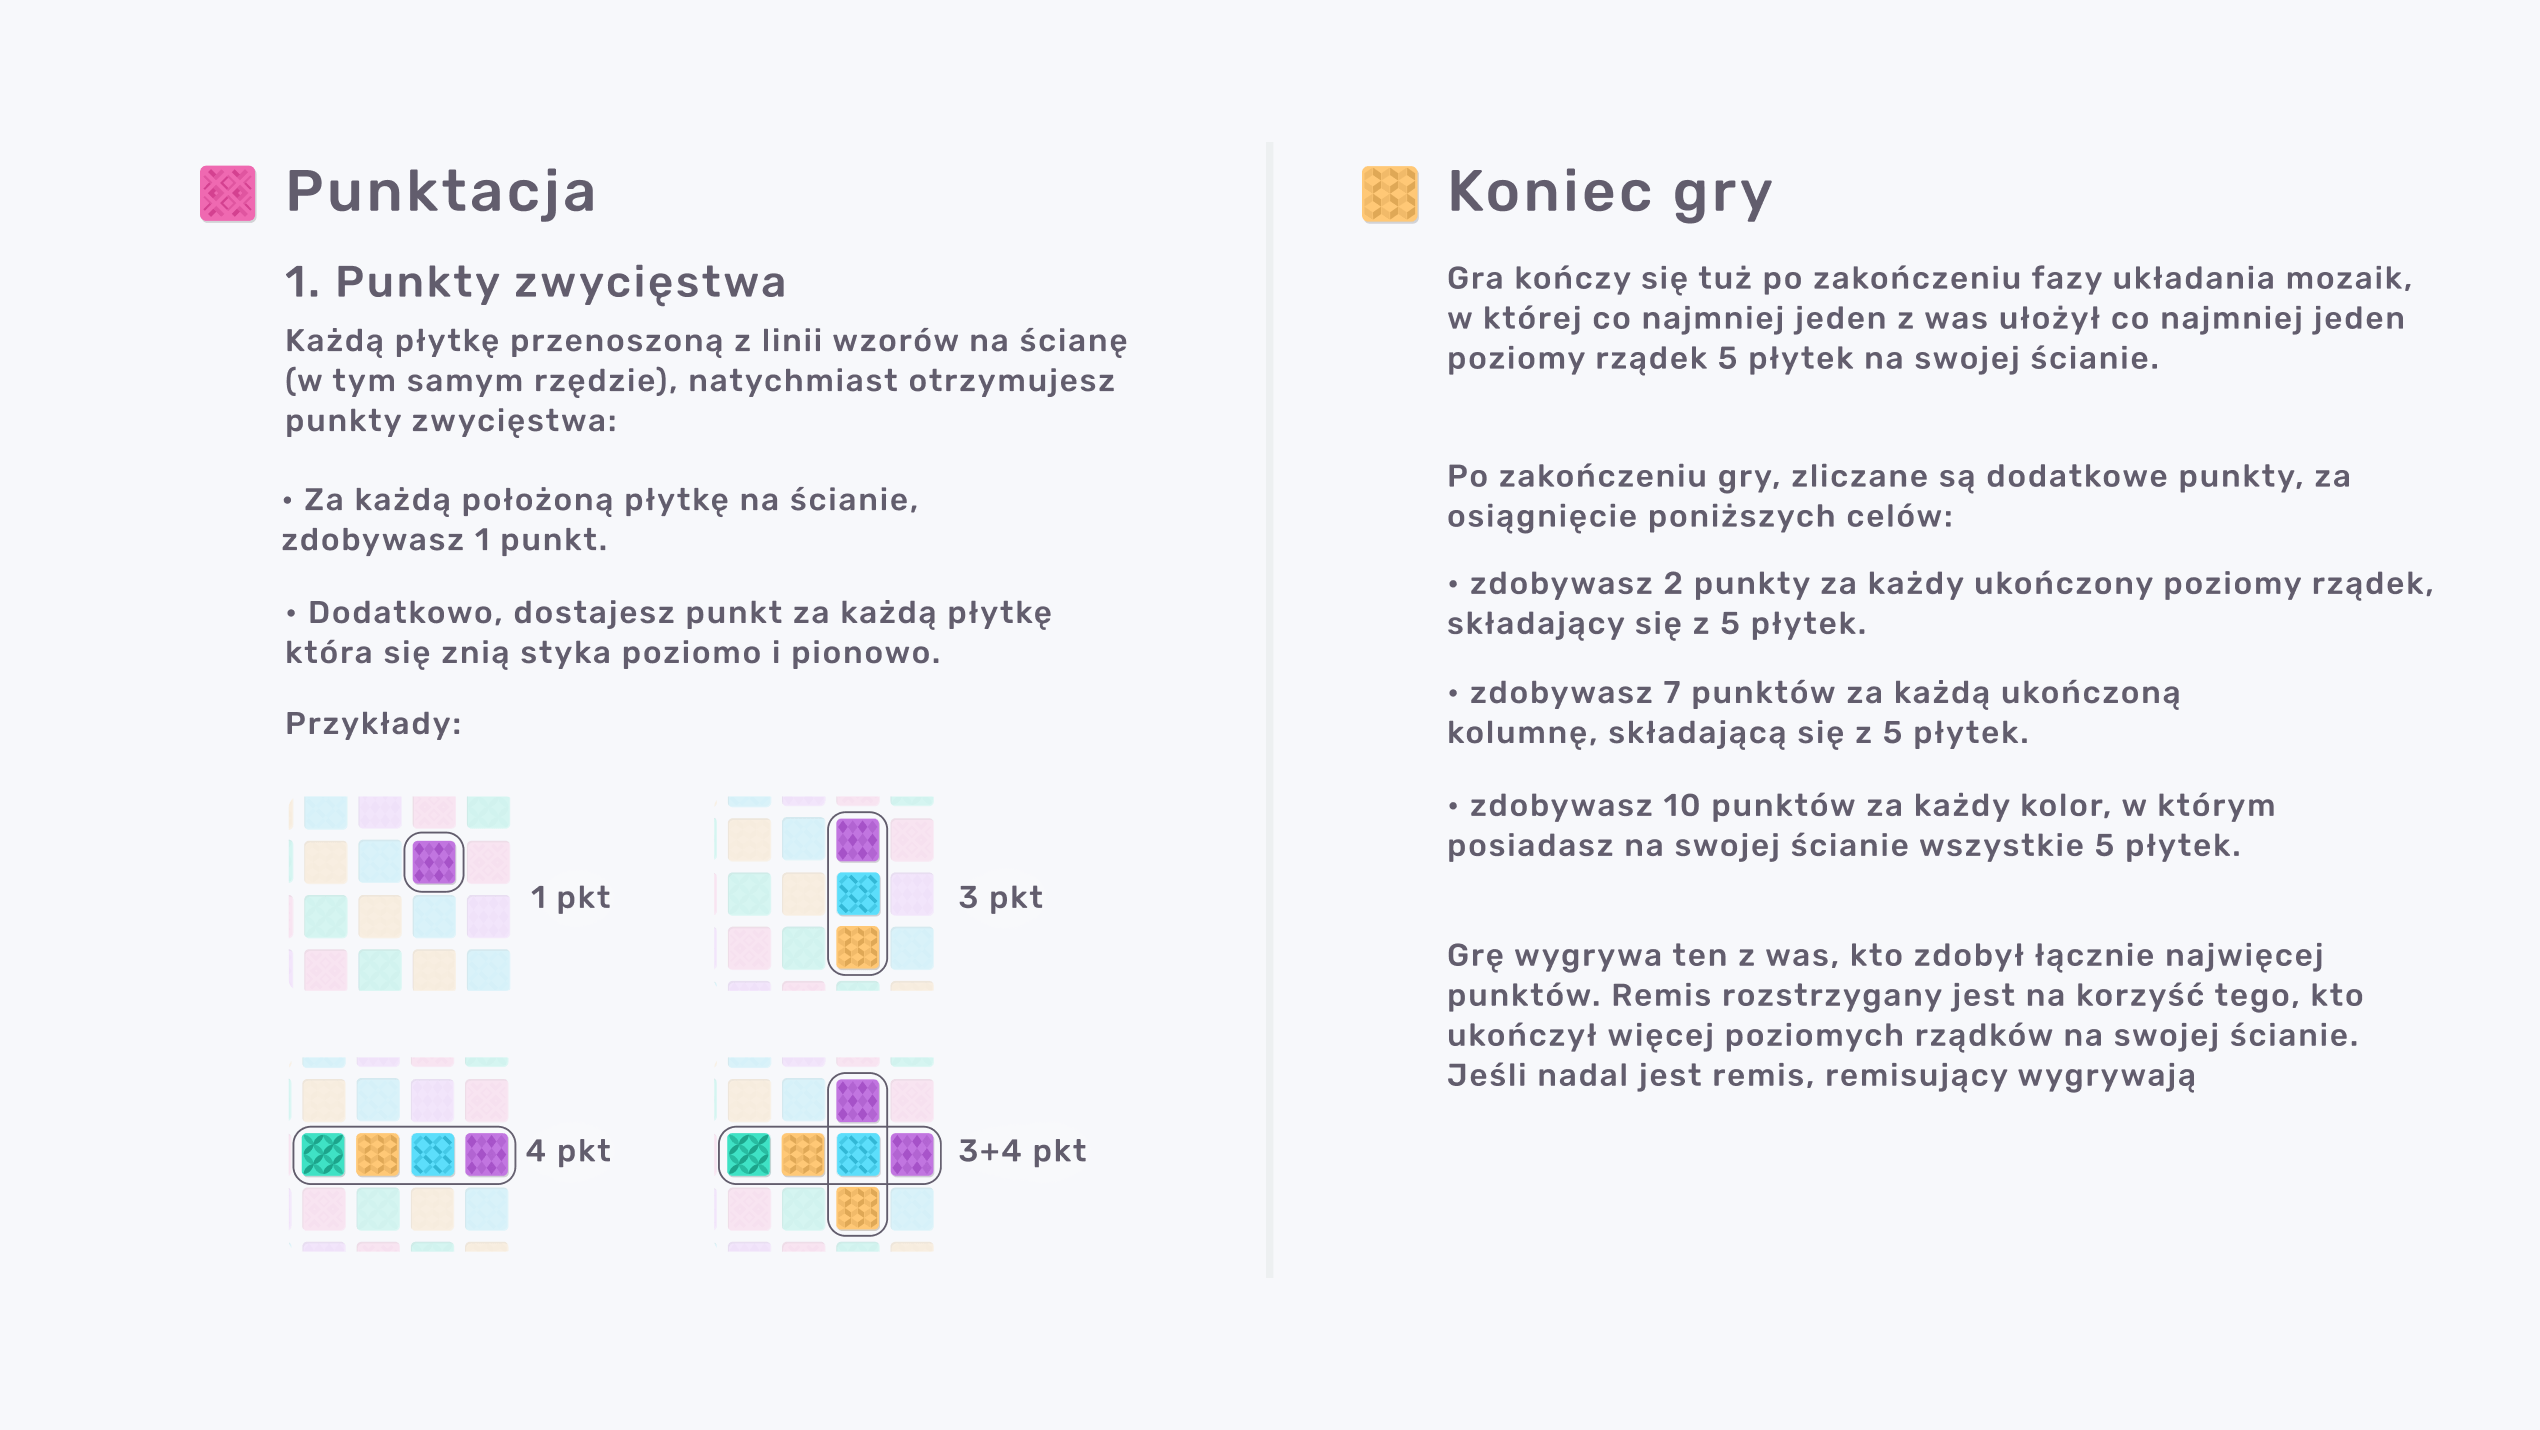 Punktacja
1. Punkty zwycięstwa
Każdą płytkę przenoszoną z linii wzorów na ścianę
(w tym samym rzędzie), natychmiast otrzymujesz
punkty zwycięstwa:
• Za każdą położoną płytkę na ścianie,
zdobywasz 1 punkt.
• Dodatkowo, dostajesz punkt za każdą płytkę
która się znią styka poziomo i pionowo.
Przykłady:
1 pkt
3 pkt
4 pkt
3+4 pkt
Koniec gry
Gra kończy się tuż po zakończeniu fazy układania mozaik,
w której co najmniej jeden z was ułożył co najmniej jeden
poziomy rządek 5 płytek na swojej ścianie.
Po zakończeniu gry, zliczane są dodatkowe punkty, za
osiągnięcie poniższych celów:
• zdobywasz 2 punkty za każdy ukończony poziomy rządek,
składający się z 5 płytek.
• zdobywasz 7 punktów za każdą ukończoną
kolumnę, składającą się z 5 płytek.
• zdobywasz 10 punktów za każdy kolor, w którym
posiadasz na swojej ścianie wszystkie 5 płytek.
Grę wygrywa ten z was, kto zdobył łącznie najwięcej
punktów. Remis rozstrzygany jest na korzyść tego, kto
ukończył więcej poziomych rządków na swojej ścianie.
Jeśli nadal jest remis, remisujący wygrywają